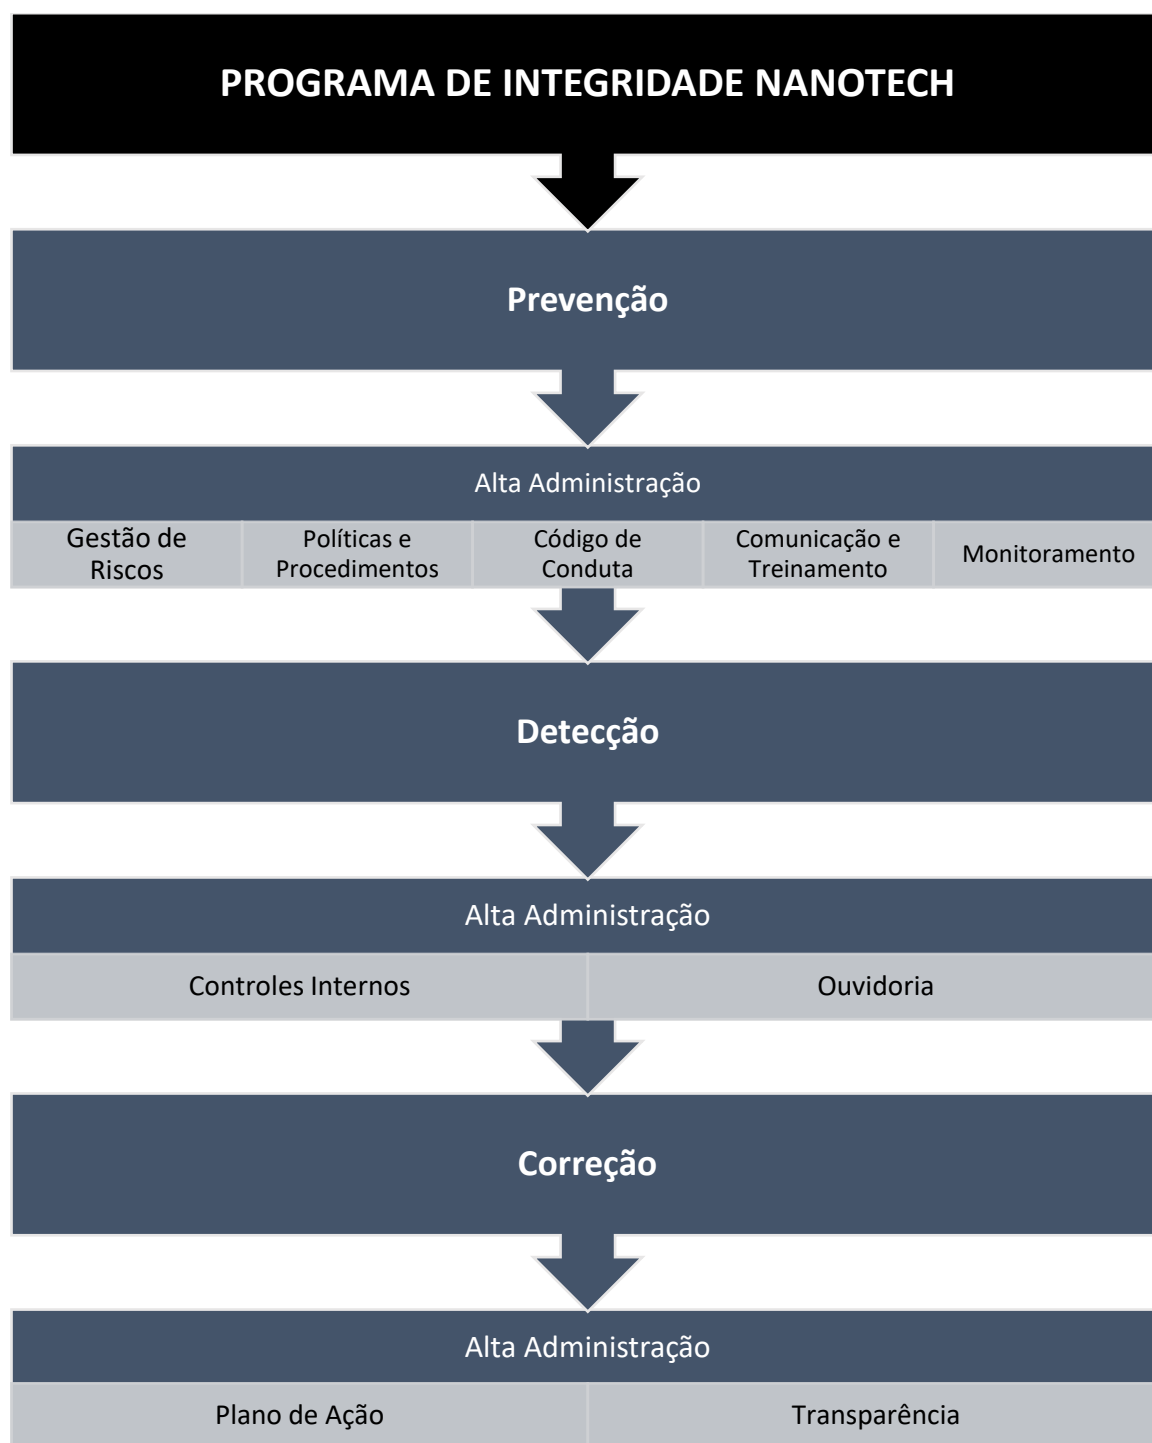 PROGRAMA DE INTEGRIDADE NANOTECH
Prevenção
Alta Administração
Gestão de
Riscos
Políticas e
Procedimentos
Código de
Conduta
Comunicação e
Treinamento
Monitoramento
Detecção
Alta Administração
Controles Internos
Ouvidoria
Correção
Alta Administração
Plano de Ação
Transparência